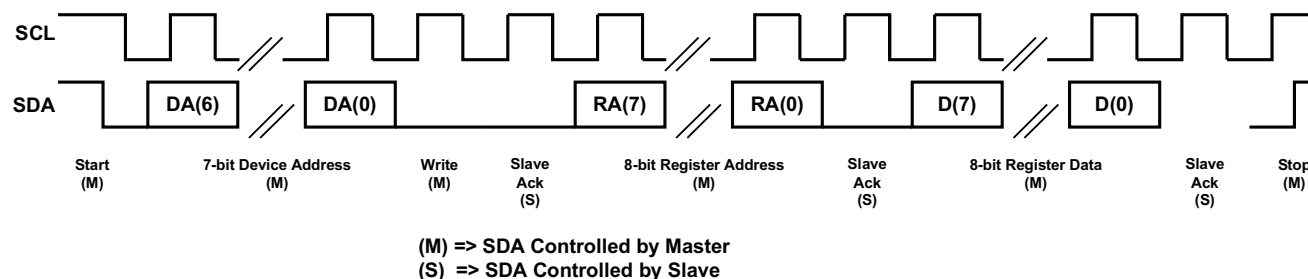 SCL
SDA
DA(6) DA(0) RA(7) RA(0) D(7) D(0)
Start 7-bit Device Address Write Slave 8-bit Register Address Slave 8-bit Register Data Slave Stop
(M) (M) (M) Ack (M) Ack (M) Ack (M)
(S) (S) (S)
(M) => SDA Controlled by Master
(S) => SDA Controlled by Slave